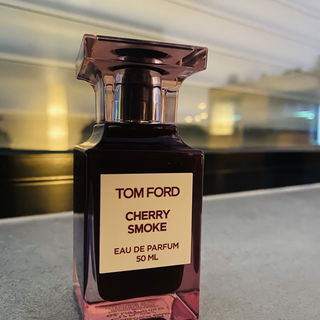 TOM FORD
CHERRY
SMOKE
EAU DE PARFUM
50 ML